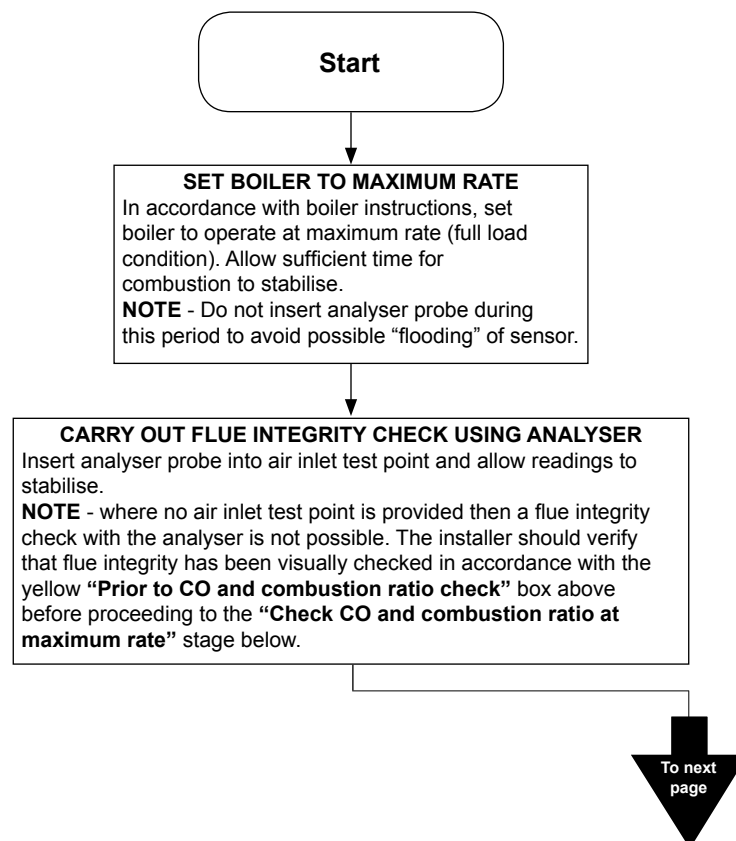 Start
SET BOILER TO MAXIMUM RATE
In accordance with boiler instructions, set
boiler to operate at maximum rate (full load
condition). Allow sufficient time for
combustion to stabilise.
NOTE - Do not insert analyser probe during
this period to avoid possible “flooding” of sensor.
CARRY OUT FLUE INTEGRITY CHECK USING ANALYSER
Insert analyser probe into air inlet test point and allow readings to
stabilise.
NOTE - where no air inlet test point is provided then a flue integrity
check with the analyser is not possible. The installer should verify
that flue integrity has been visually checked in accordance with the
yellow “Prior to CO and combustion ratio check” box above
before proceeding to the “Check CO and combustion ratio at
maximum rate” stage below.
To next
page